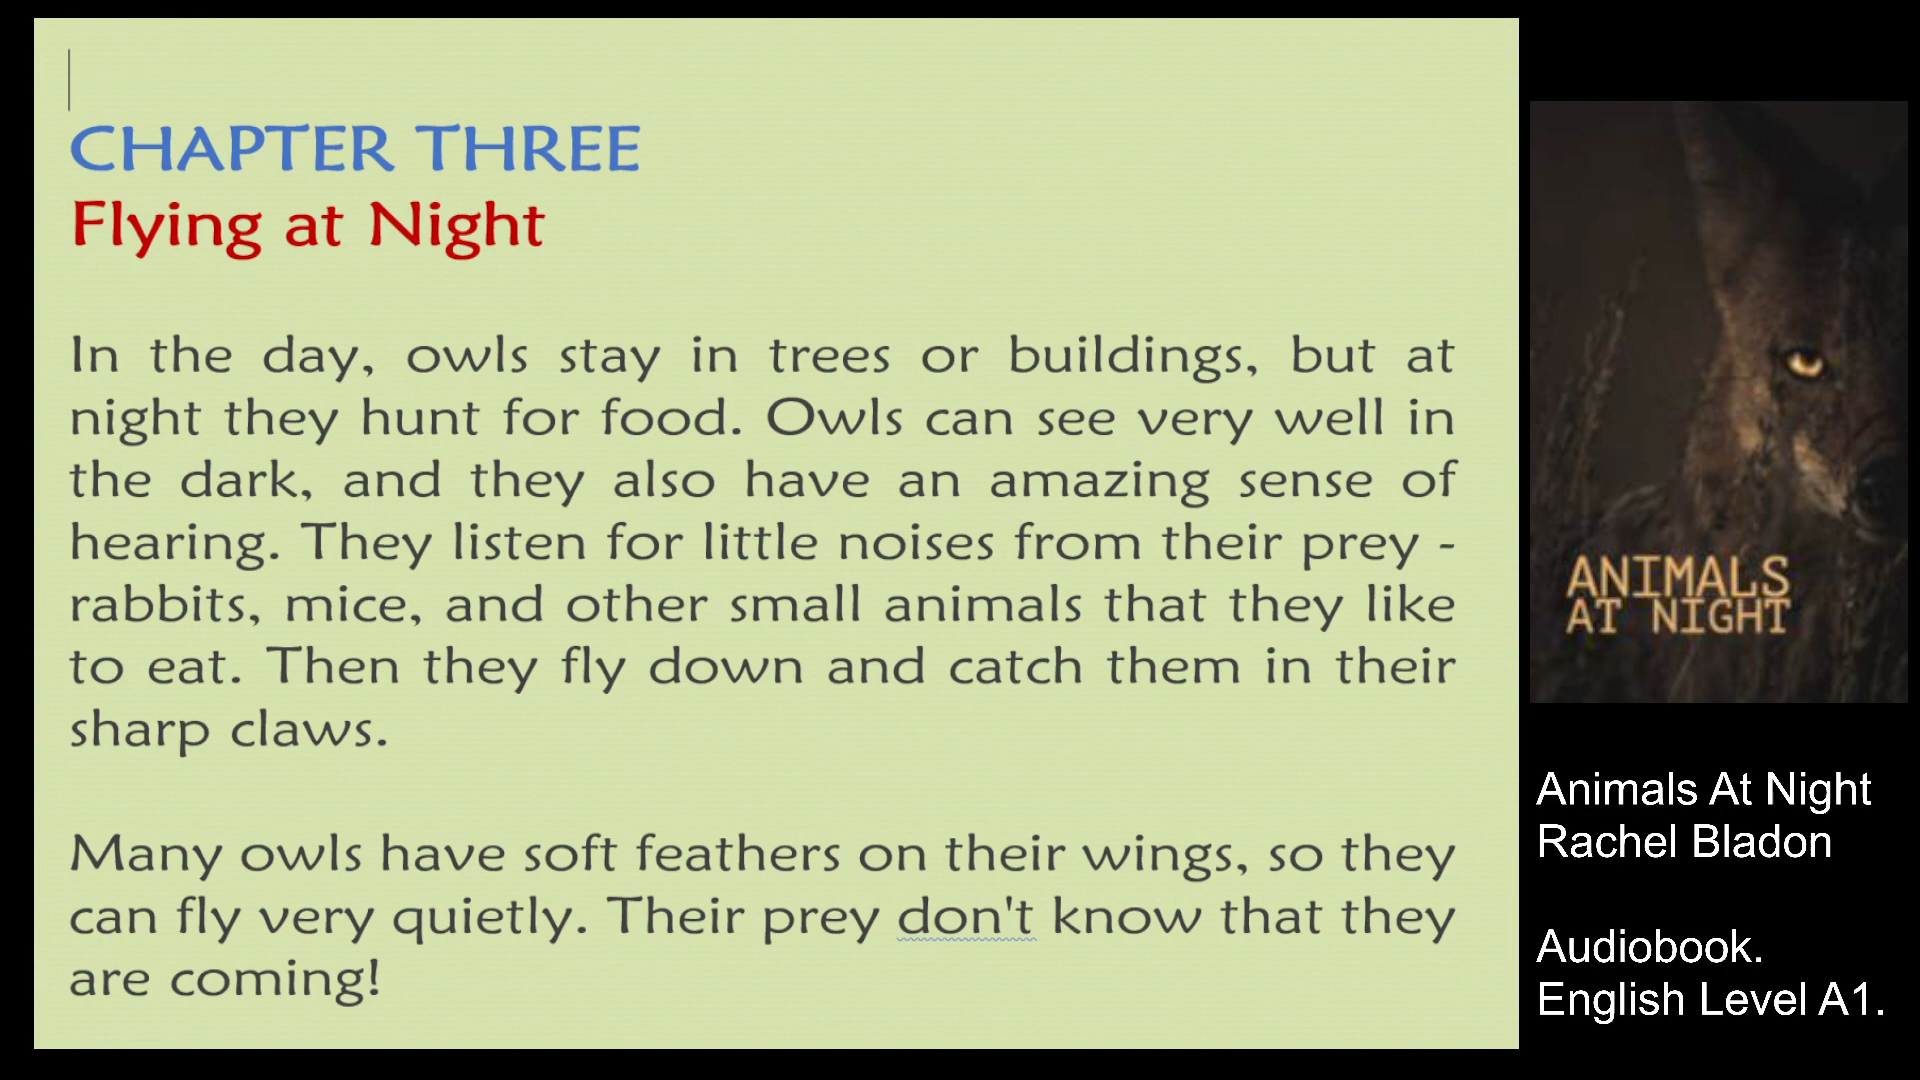 CHAPTER THREE
Flying at Night
In the day, owls stay in trees or buildings, but at
night they hunt for food. Owls can see very well in
the dark, and they also have an amazing sense of
hearing. They listen for little noises from their prey -
rabbits, mice, and other small animals that they like
to eat. Then they fly down and catch them in their
sharp claws.
Many owls have soft feathers on their wings, so they
can fly very quietly. Their prey don't know that they
are coming!
ANIMALS
AT NIGHT
Animals At Night
Rachel Bladon
Audiobook.
English Level A1.